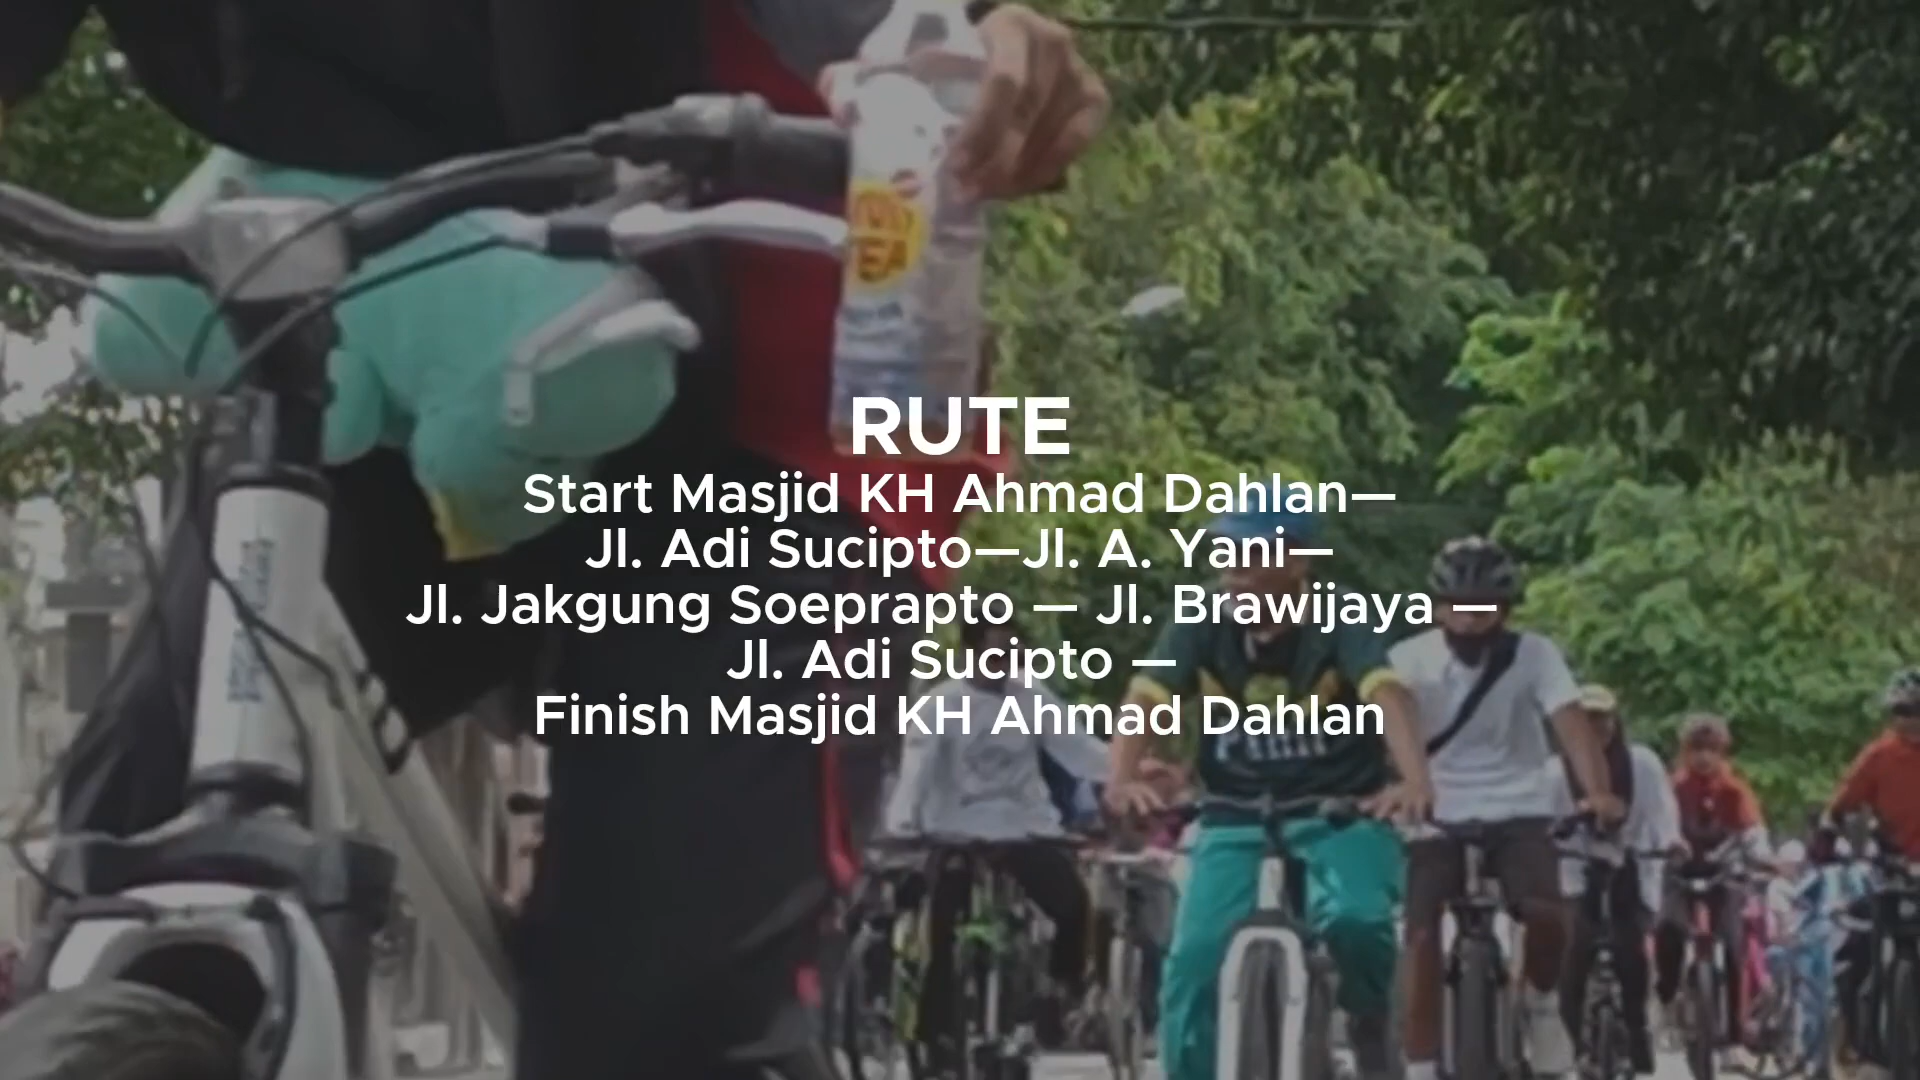 RUTE
Start Masjid KH Ahmad Dahlan—
Jl. Adi Sucipto—Jl. A. Yani—
Jl. Jakgung Soeprapto — Jl. Brawijaya —
Jl. Adi Sucipto —
Finish Masjid KH Ahmad Dahlan